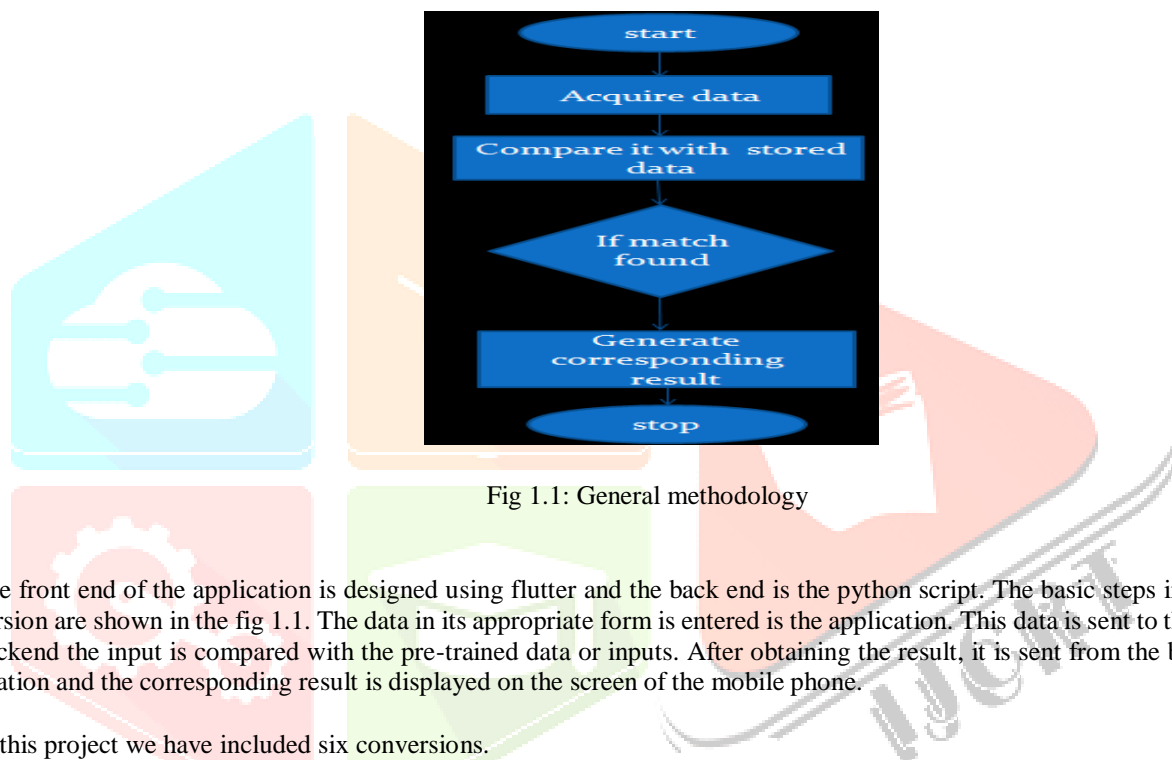 start
Acquire data
Compare it with stored
data
If match
found
Generate
corresponding
result
stop
Fig 1.1: General methodology
e front end of the application is designed using flutter and the back end is the python script. The basic steps i
rsion are shown in the fig 1.1. The data in its appropriate form is entered is the application. This data is sent to t
ckend the input is compared with the pre-trained data or inputs. After obtaining the result, it is sent from the b
ation and the corresponding result is displayed on the screen of the mobile phone.
this project we have included six conversions.
IJCRT